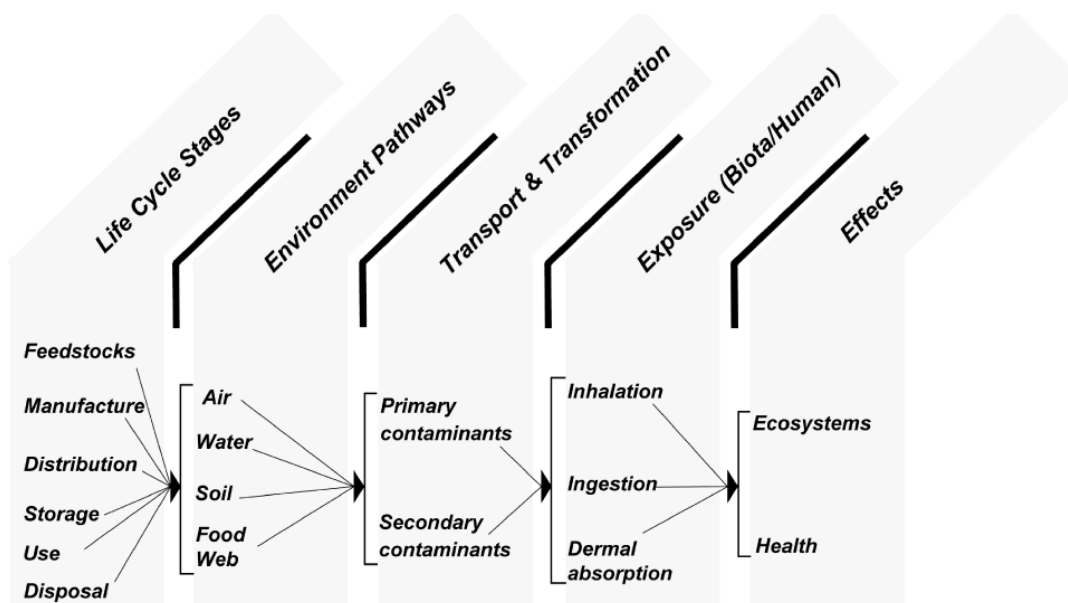 Life Cycle Stages
Environment Pathways
Transport & Transformation
Exposure (Biota/Human)
Effects
Feedstocks
Manufacture
Distribution
Storage
Use
Disposal
Air
Water
Soil
Food
Web
Primary
contaminants
Secondary
contaminants
Inhalation
Ingestion
Dermal
absorption
Ecosystems
Health